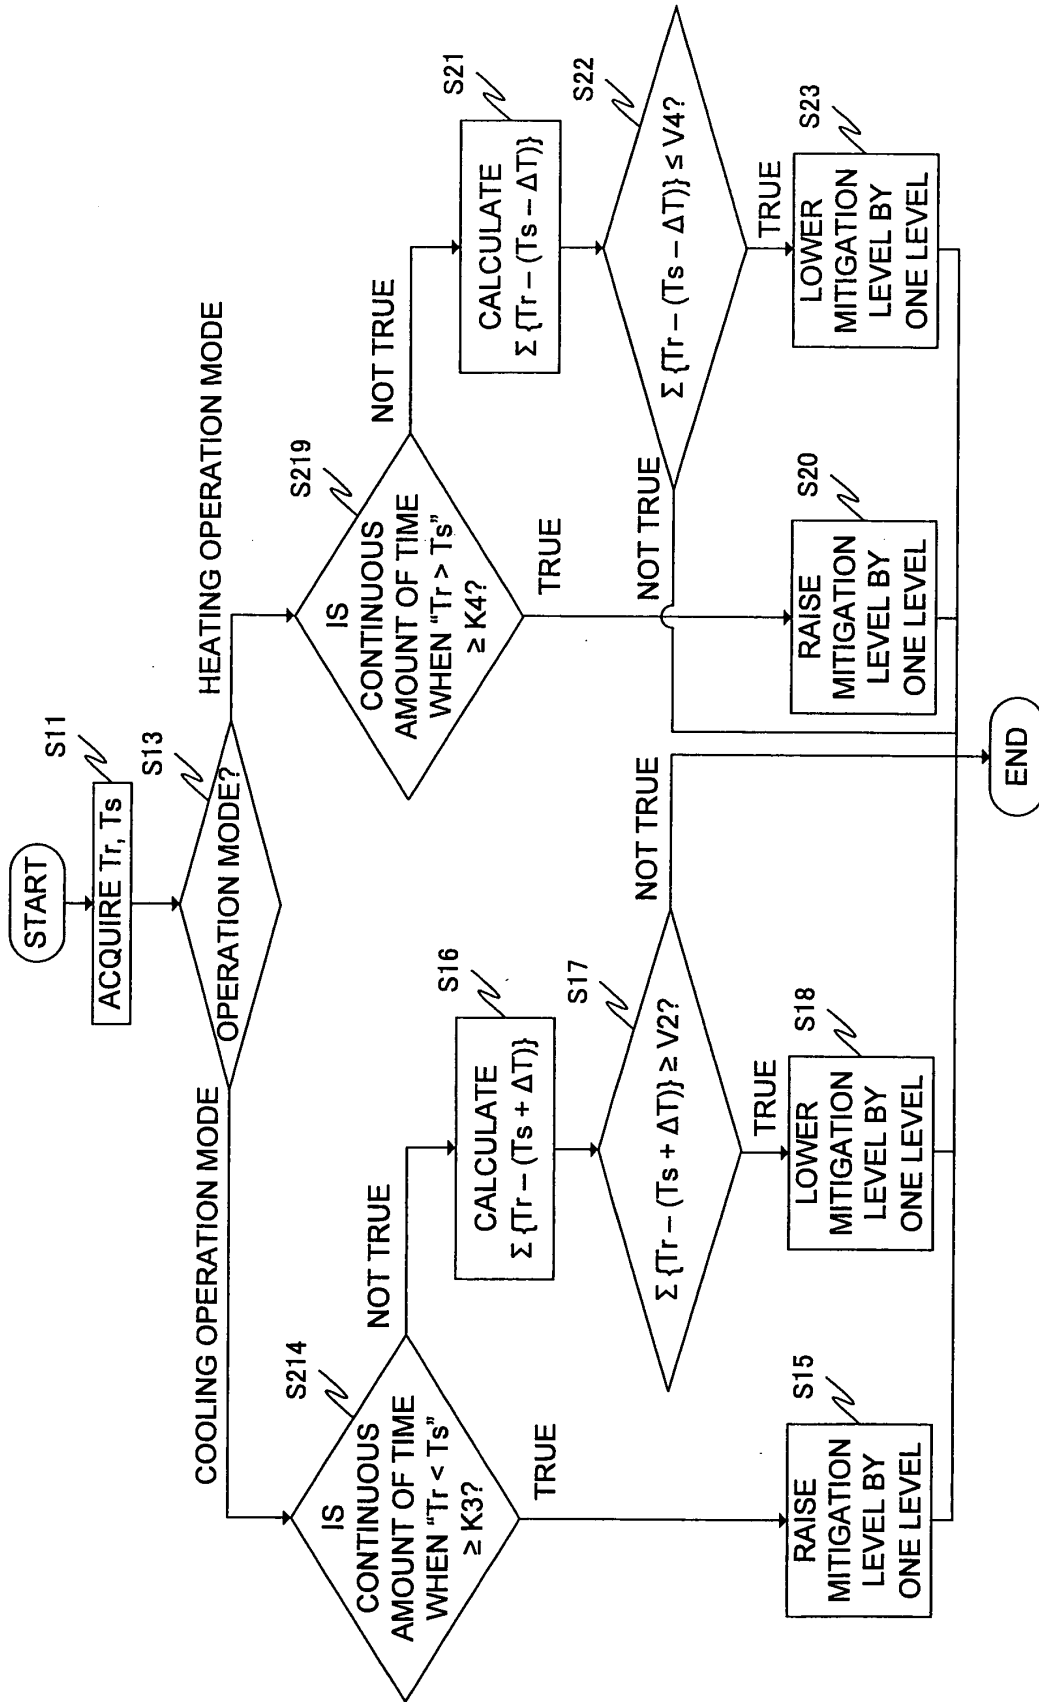 START
S11
ACQUIRE Tr, Ts
S13
OPERATION MODE?
COOLING OPERATION MODE
HEATING OPERATION MODE
S214
IS
CONTINUOUS
AMOUNT OF TIME
WHEN “Tr < Ts”
≥ K3?
NOT TRUE
TRUE
S16
CALCULATE
Σ {Tr – (Ts + ΔT)}
S17
Σ {Tr – (Ts + ΔT)} ≥ V2?
NOT TRUE
TRUE
S15
RAISE
MITIGATION
LEVEL BY
ONE LEVEL
S18
LOWER
MITIGATION
LEVEL BY
ONE LEVEL
S219
IS
CONTINUOUS
AMOUNT OF TIME
WHEN “Tr > Ts”
≥ K4?
NOT TRUE
TRUE
S21
CALCULATE
Σ {Tr – (Ts – ΔT)}
S22
Σ {Tr – (Ts – ΔT)} ≤ V4?
NOT TRUE
TRUE
S20
RAISE
MITIGATION
LEVEL BY
ONE LEVEL
S23
LOWER
MITIGATION
LEVEL BY
ONE LEVEL
END